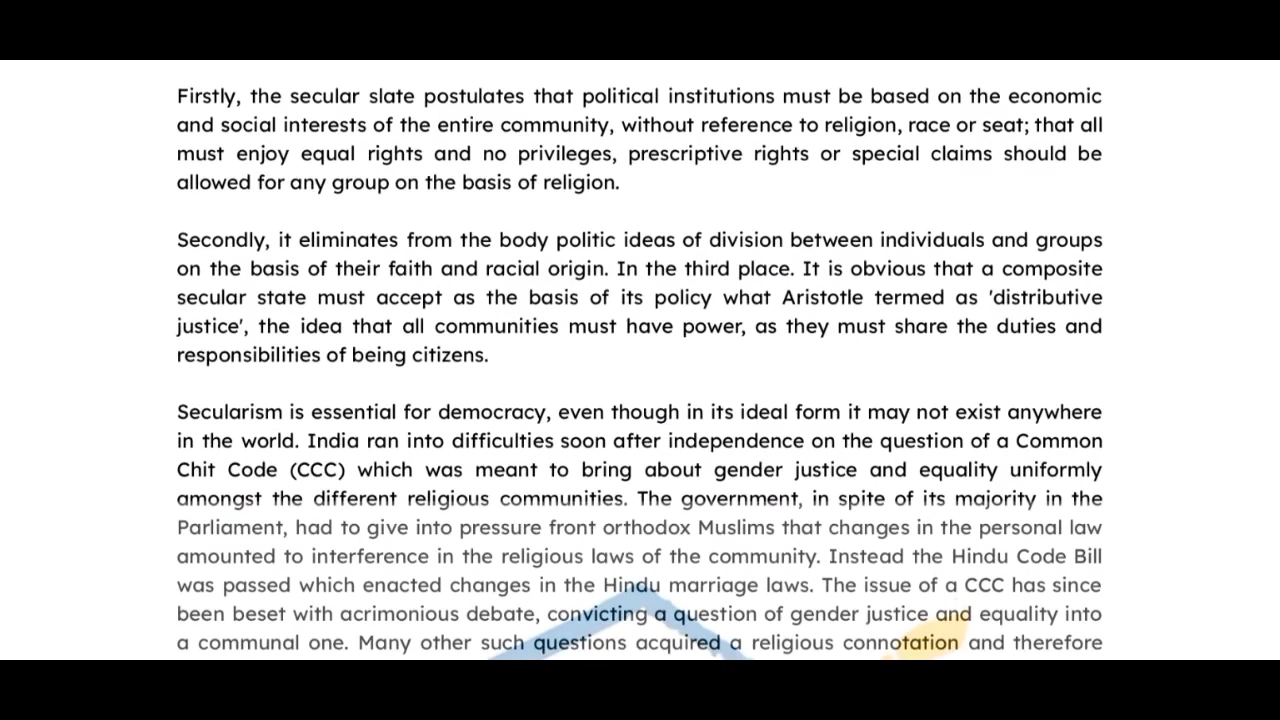 Firstly, the secular slate postulates that political institutions must be based on the economic
and social interests of the entire community, without reference to religion, race or seat; that all
must enjoy equal rights and no privileges, prescriptive rights or special claims should be
allowed for any group on the basis of religion.
Secondly, it eliminates from the body politic ideas of division between individuals and groups
on the basis of their faith and racial origin. In the third place. It is obvious that a composite
secular state must accept as the basis of its policy what Aristotle termed as 'distributive
justice', the idea that all communities must have power, as they must share the duties and
responsibilities of being citizens.
Secularism is essential for democracy, even though in its ideal form it may not exist anywhere
in the world. India ran into difficulties soon after independence on the question of a Common
Chit Code (CCC) which was meant to bring about gender justice and equality uniformly
amongst the different religious communities. The government, in spite of its majority in the
Parliament, had to give into pressure front orthodox Muslims that changes in the personal law
amounted to interference in the religious laws of the community. Instead the Hindu Code Bill
was passed which enacted changes in the Hindu marriage laws. The issue of a CCC has since
been beset with acrimonious debate, convicting a question of gender justice and equality into
a communal one. Many other such questions acquired a religious connotation and therefore